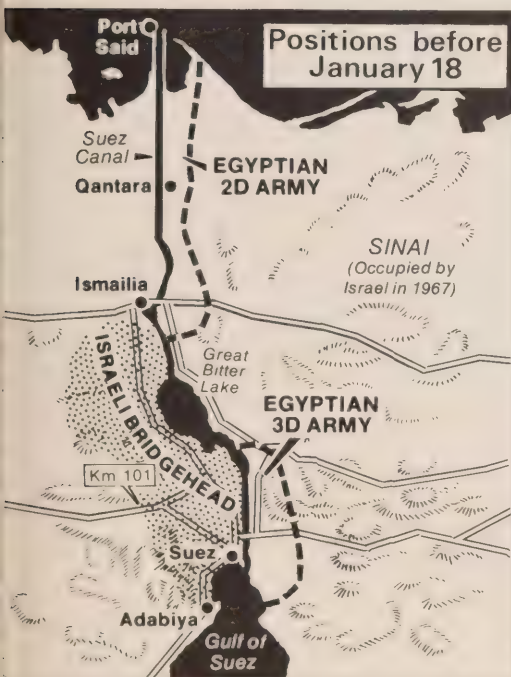 Port
Said
Positions before
January 18
Suez
Canal
EGYPTIAN
2D ARMY
Qantara
SINAI
(Occupied by
Israel in 1967)
Ismailia
ISRAELI BRIDGEHEAD
Great
Bitter
Lake
EGYPTIAN
3D ARMY
Km 101
Suez
Adabiya
Gulf of
Suez